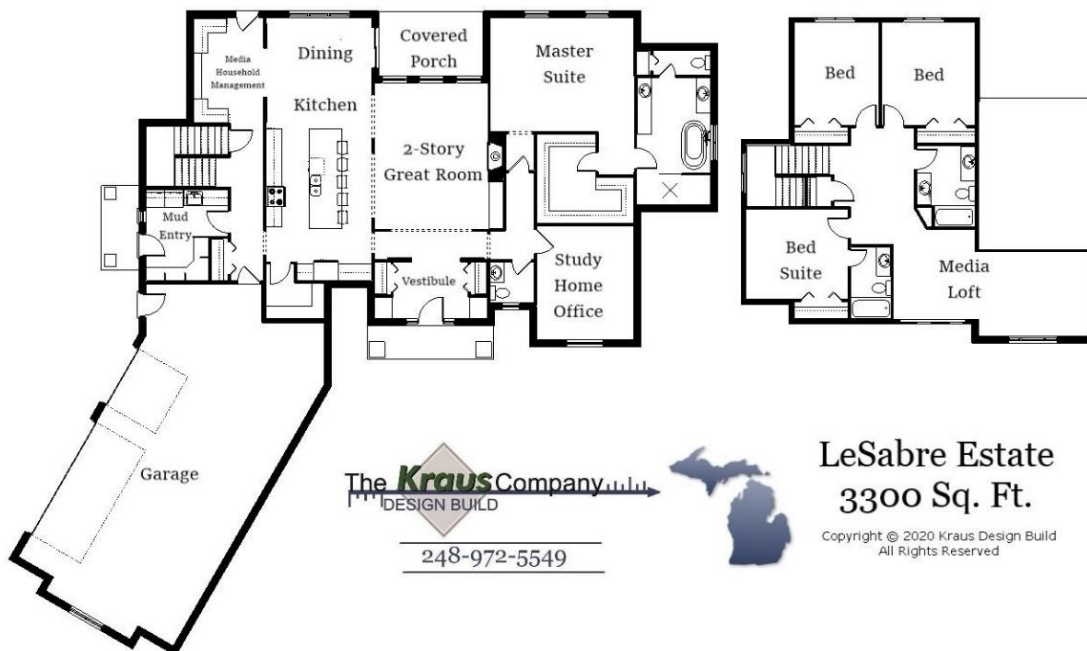 Media
Household
Management
Dining
Covered
Porch
Master
Suite
Kitchen
2-Story
Great Room
Mud
Entry
Vestibule
Study
Home
Office
Garage
Bed
Bed
Bed
Suite
Media
Loft
The Kraus Company
DESIGN BUILD
248-972-5549
LeSabre Estate
3300 Sq. Ft.
Copyright © 2020 Kraus Design Build
All Rights Reserved